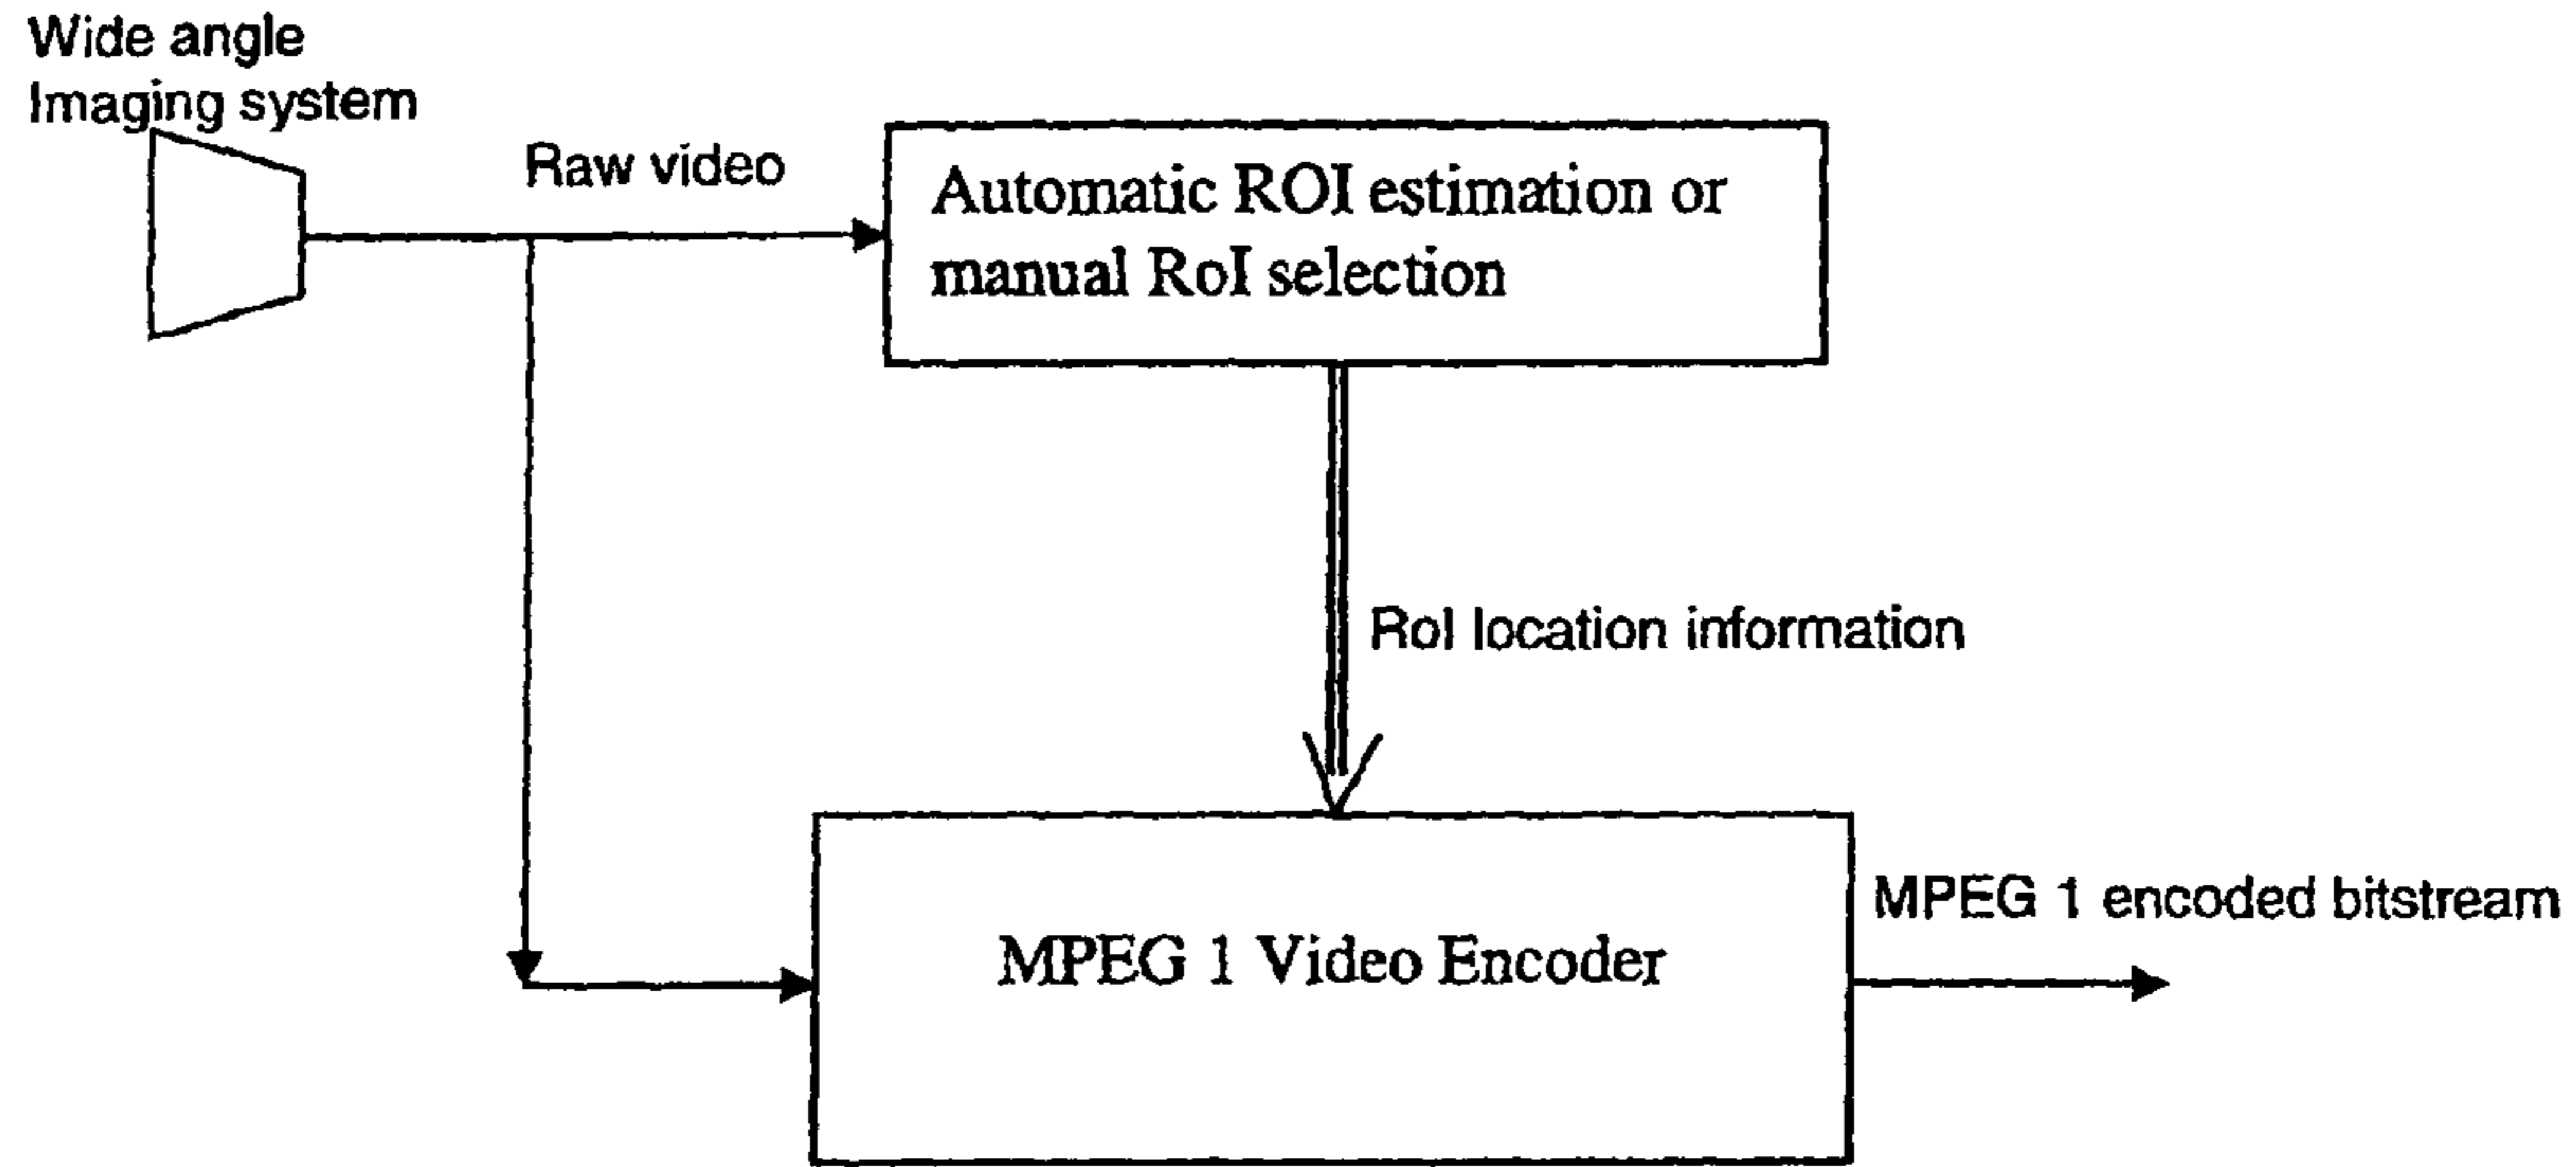 Wide angle
Imaging system
Raw video
Automatic ROI estimation or
manual RoI selection
RoI location information
MPEG 1 Video Encoder
MPEG 1 encoded bitstream